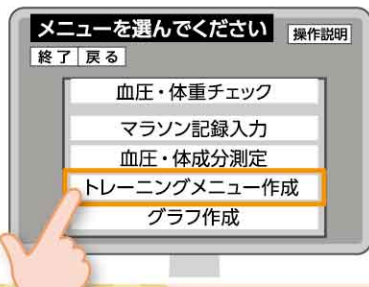 メニューを選んでください
操作説明
終了 戻る
血圧・体重チェック
マラソン記録入力
血圧・体成分測定
トレーニングメニュー作成
グラフ作成